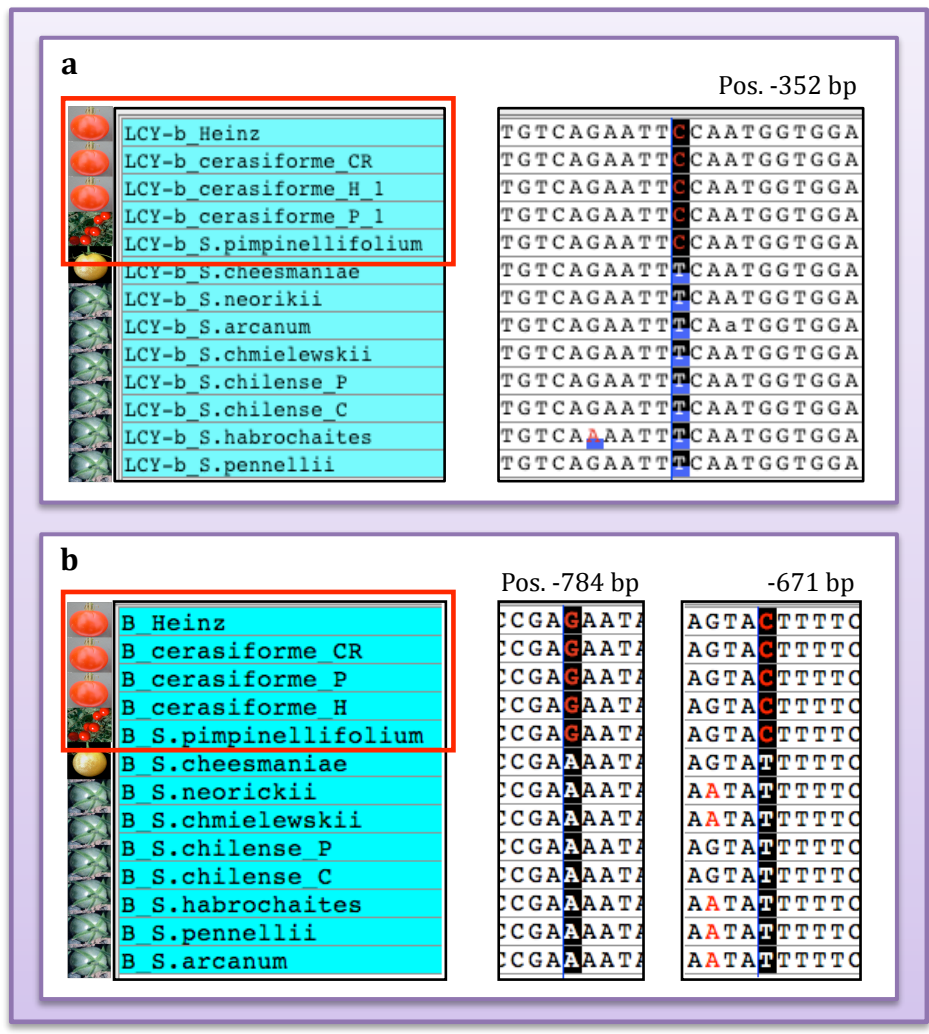 a
Pos. -352 bp
LCY-b_Heinz TGTCAGAATTCCAATGGTGGA
LCY-b_cerasiforme_CR TGTCAGAATTCCAATGGTGGA
LCY-b_cerasiforme_H_l TGTCAGAATTCCAATGGTGGA
LCY-b_cerasiforme_P_l TGTCAGAATTCCAATGGTGGA
LCY-b_S.pimpinellifolium TGTCAGAATTCCAATGGTGGA
LCY-b_S.cheesmaniae TGTCAGAATTTCAATGGTGGA
LCY-b_S.neorikii TGTCAGAATTTCAATGGTGGA
LCY-b_S.arcanum TGTCAGAATTTCAaTGGTGGA
LCY-b_S.chmielewskii TGTCAGAATTTCAATGGTGGA
LCY-b_S.chilense_P TGTCAGAATTTCAATGGTGGA
LCY-b_S.chilense_C TGTCAGAATTTCAATGGTGGA
LCY-b_S.habrochaites TGTCAAAATTTCAATGGTGGA
LCY-b_S.pennellii TGTCAGAATTTCAATGGTGGA
b
Pos. -784 bp -671 bp
B_Heinz CCGAGAATA AGTACTTTTC
B_cerasiforme_CR CCGAGAATA AGTACTTTTC
B_cerasiforme_P CCGAGAATA AGTACTTTTC
B_cerasiforme_H CCGAGAATA AGTACTTTTC
B_S.pimpinellifolium CCGAGAATA AGTACTTTTC
B_S.cheesmaniae CCGAAAATA AGTATTTTTC
B_S.neorickii CCGAAAATA AATATTTTTC
B_S.chmielewskii CCGAAAATA AATATTTTTC
B_S.chilense_P CCGAAAATA AGTATTTTTC
B_S.chilense_C CCGAAAATA AGTATTTTTC
B_S.habrochaites CCGAAAATA AATATTTTTC
B_S.pennellii CCGAAAATA AATATTTTTC
B_S.arcanum CCGAAAATA AATATTTTTC